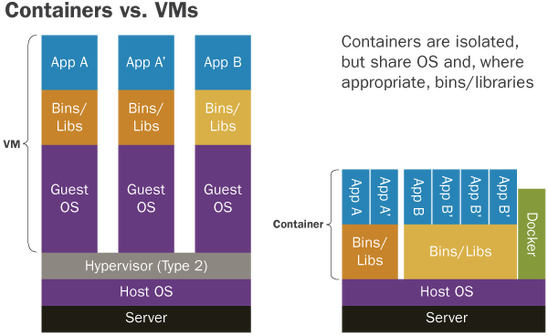 Containers vs. VMs
Containers are isolated,
but share OS and, where
appropriate, bins/libraries
VM
App A
App A'
App B
Bins/
Libs
Bins/
Libs
Bins/
Libs
Guest
OS
Guest
OS
Guest
OS
Hypervisor (Type 2)
Host OS
Server
Container
App A
App A'
App B
App B'
App B'
App B'
Docker
Bins/
Libs
Bins/Libs
Host OS
Server